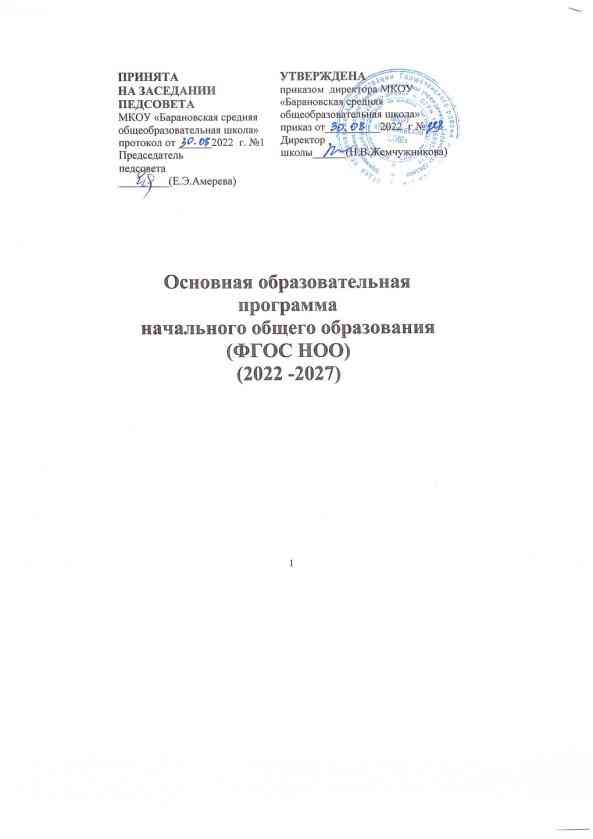 ПРИНЯТА
НА ЗАСЕДАНИИ
ПЕДСОВЕТА
МКОУ «Барановская средняя
общеобразовательная школа»
протокол от 30.08 2022 г. №1
Председатель
педсовета
(Е.Э.Амерева)
УТВЕРЖДЕНА
приказом директора МКОУ
«Барановская средняя
общеобразовательная школа»
приказ от 30.08 2022 г.№
Директор
школы (Н.В.Жемчужникова)
Основная образовательная
программа
начального общего образования
(ФГОС НОО)
(2022 -2027)
1